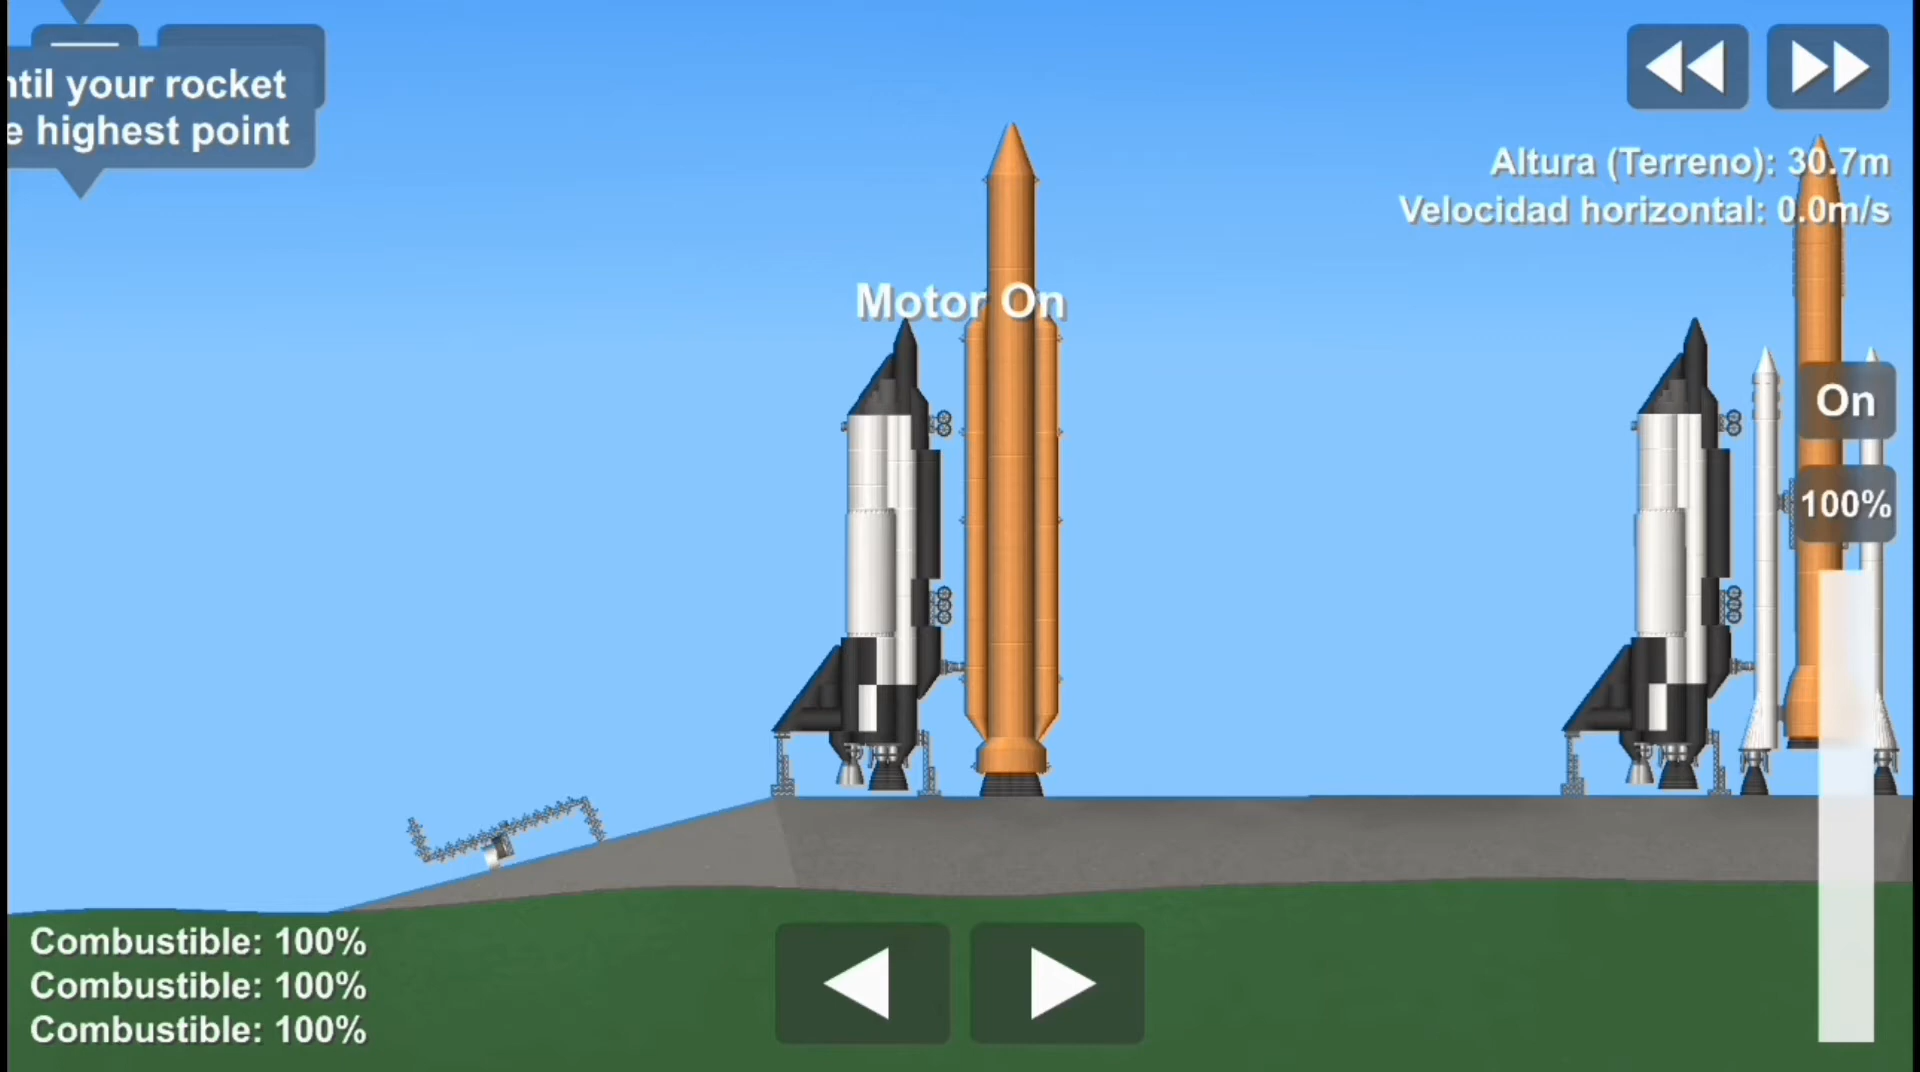 ntil your rocket
e highest point
Altura (Terreno): 30.7m
Velocidad horizontal: 0.0m/s
Motor On
On
100%
Combustible: 100%
Combustible: 100%
Combustible: 100%